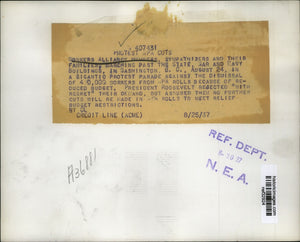 407431
PROTEST WPA CUTS
WORKERS ALLIANCE MEMBERS, SYMPATHIZERS AND THEIR
FAMILIES, MARCHING PAST THE STATE, WAR AND NAVY
BUILDINGS, IN WASHINGTON, D. C., AUGUST 24, IN
A GIGANTIC PROTEST PARADE AGAINST THE DISMISSAL
OF WORKERS FROM WPA ROLLS BECAUSE OF RE-
DUCED BUDGET. PRESIDENT ROOSEVELT REJECTED "WITH
REGRET" THEIR DEMAND, BUT ASSURED THEM NO FURTHER
CUTS WILL BE MADE IN WPA ROLLS TO MEET RELIEF
BUDGET RESTRICTIONS.
CREDIT LINE (ACME) 8/25/37
REF. DEPT.
N. E. A.